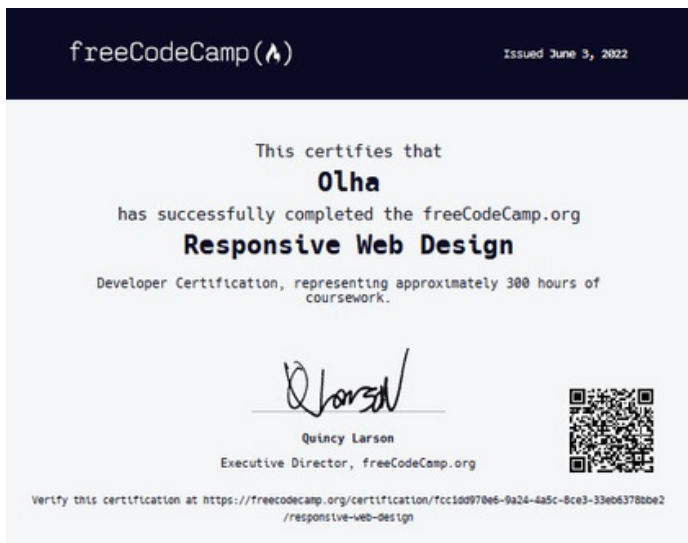 freeCodeCamp(🔥)
Issued June 3, 2022
This certifies that
Olha
has successfully completed the freeCodeCamp.org
Responsive Web Design
Developer Certification, representing approximately 300 hours of
coursework.
Q Larson
Quincy Larson
Executive Director, freeCodeCamp.org
Verify this certification at https://freecodecamp.org/certification/fcc1dd970e6-9a24-4a5c-8ce3-33eb6378bbe2
/responsive-web-design